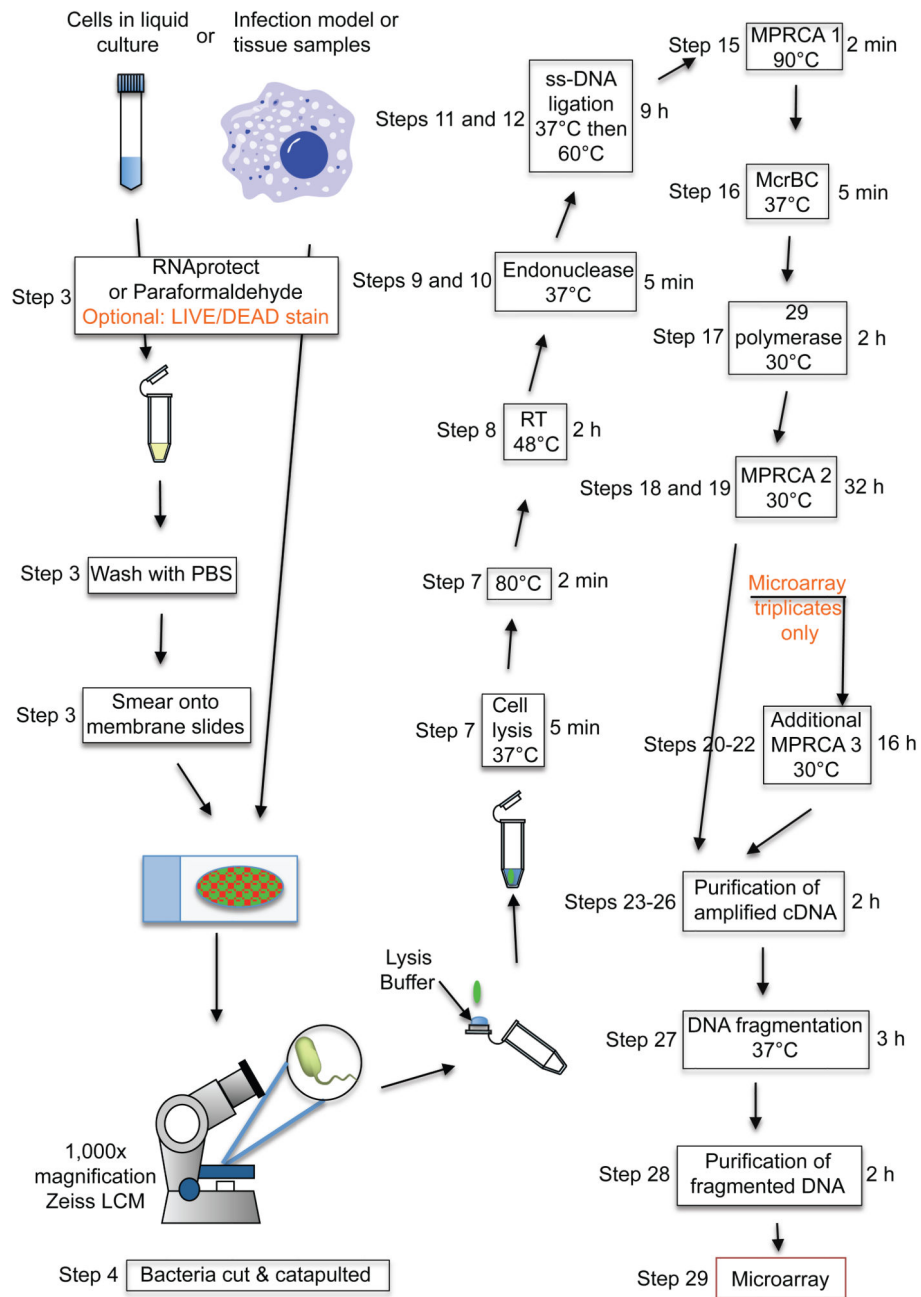 Cells in liquid
culture
or
Infection model or
tissue samples
Step 3
RNAprotect
or Paraformaldehyde
Optional: LIVE/DEAD stain
Step 3
Wash with PBS
Step 3
Smear onto
membrane slides
1,000x
magnification
Zeiss LCM
Step 4
Bacteria cut & catapulted
Lysis
Buffer
Step 7
Cell
lysis
37°C
5 min
Step 7
80°C
2 min
Step 8
RT
48°C
2 h
Steps 9 and 10
Endonuclease
37°C
5 min
Steps 11 and 12
ss-DNA
ligation
37°C then
60°C
9 h
Step 15
MPRCA 1
90°C
2 min
Step 16
McrBC
37°C
5 min
Step 17
29
polymerase
30°C
2 h
Steps 18 and 19
MPRCA 2
30°C
32 h
Microarray
triplicates
only
Steps 20-22
Additional
MPRCA 3
30°C
16 h
Steps 23-26
Purification of
amplified cDNA
2 h
Step 27
DNA fragmentation
37°C
3 h
Step 28
Purification of
fragmented DNA
2 h
Step 29
Microarray